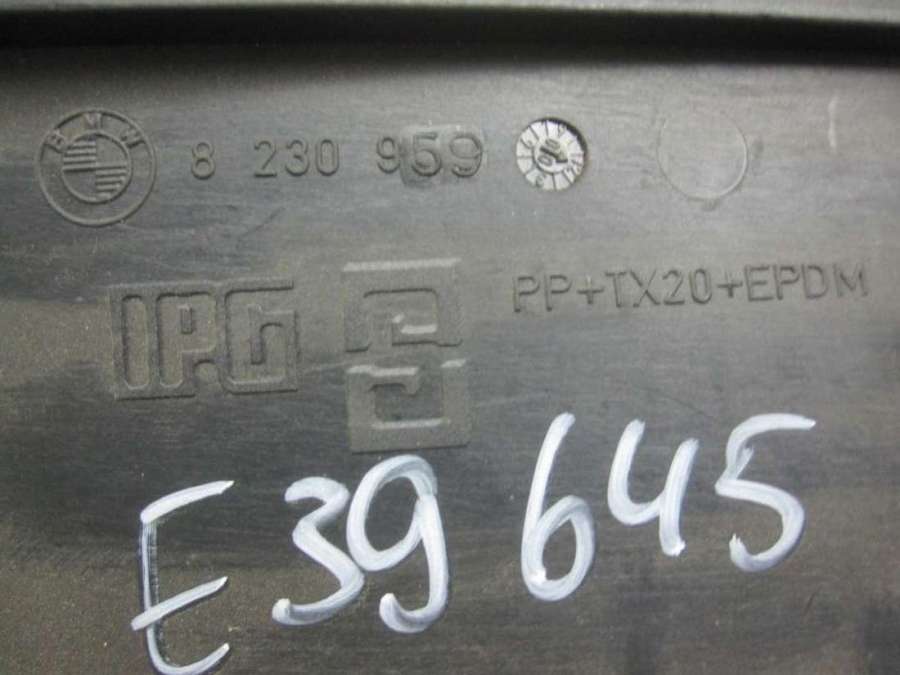 BMW 8 230 959
PP+TX20+EPDM
IPG
E39 645